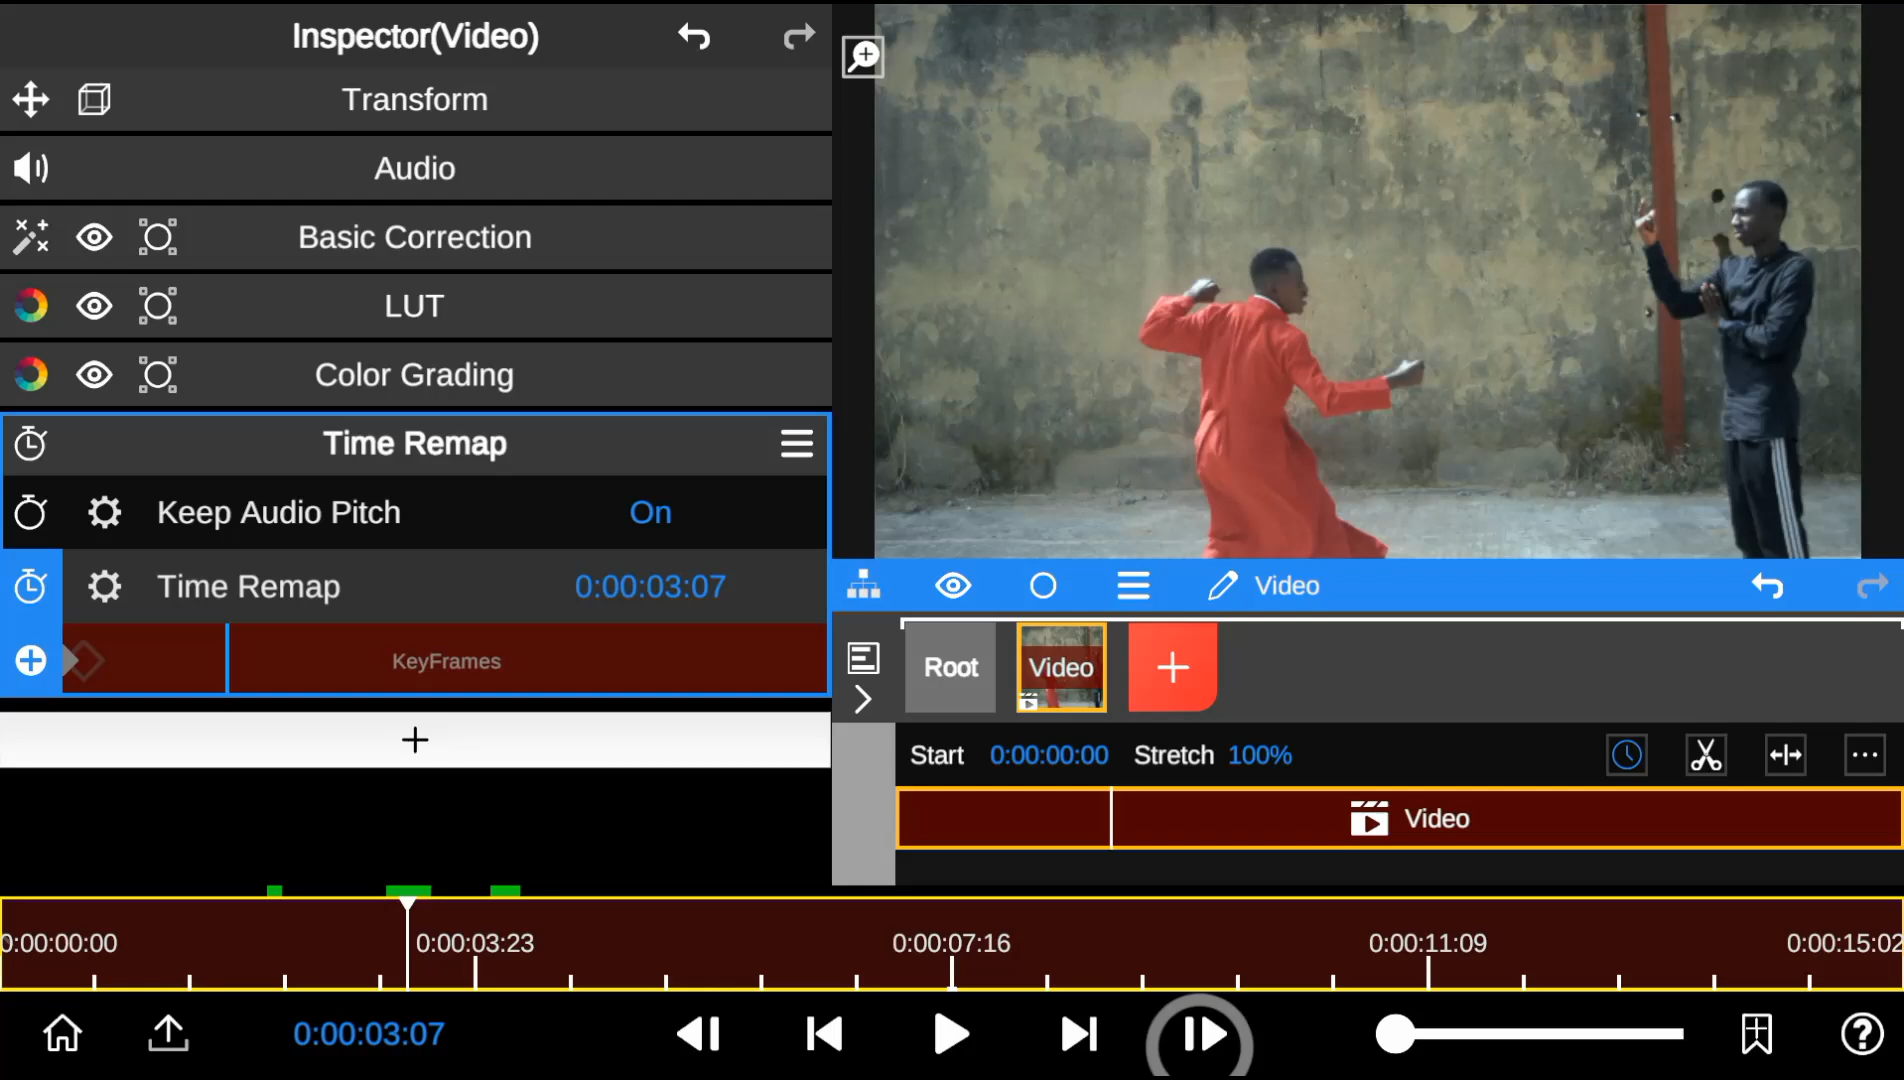 Inspector(Video)
Transform
Audio
Basic Correction
LUT
Color Grading
Time Remap
Keep Audio Pitch On
Time Remap 0:00:03:07
KeyFrames
+
Video
Root Video +
Start 0:00:00:00 Stretch 100%
Video
0:00:00:00 0:00:03:23 0:00:07:16 0:00:11:09 0:00:15:02
0:00:03:07